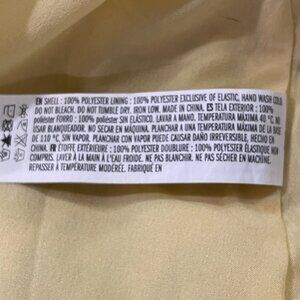 EN SHELL : 100% POLYESTER LINING : 100% POLYESTER EXCLUSIVE OF ELASTIC, HAND WASH COLD
DO NOT BLEACH. DO NOT TUMBLE DRY. IRON LOW. MADE IN CHINA. ES TELA EXTERIOR : 100%
poliéster FORRO : 100% poliéster SIN ELÁSTICO, LAVAR A MANO. TEMPERATURA MÁXIMA 40 °C. NO
USAR BLANQUEADOR. NO SECAR EN MÁQUINA. PLANCHAR A TEMPERATURA MÁXIMA DE LA BASE
DE 110 °C, SIN VAPOR. PLANCHAR CON VAPOR PUEDE CAUSAR DAÑO IRREVERSIBLE. HECHO EN
CHINA FR ÉTOFFE EXTÉRIEURE : 100% POLYESTER DOUBLURE : 100% POLYESTER ÉLASTIQUE NON
COMPRIS. LAVER À LA MAIN À L'EAU FROIDE. NE PAS BLANCHIR. NE PAS SÉCHER EN MACHINE.
REPASSER À TEMPÉRATURE MODÉRÉE. FABRIQUÉ EN